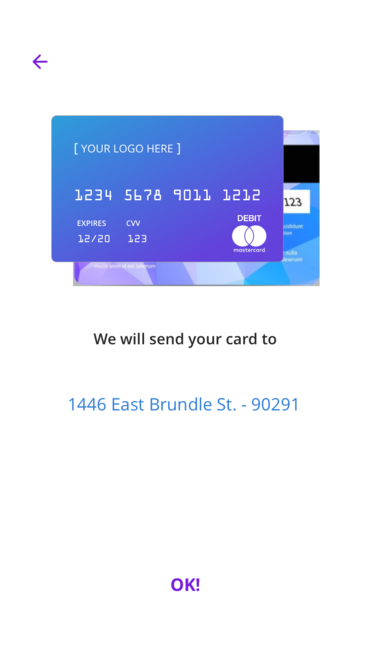 [ YOUR LOGO HERE ]
1234 5678 9011 1212
EXPIRES CVV
12/20 123
DEBIT
mastercard
123
We will send your card to
1446 East Brundle St. - 90291
OK!